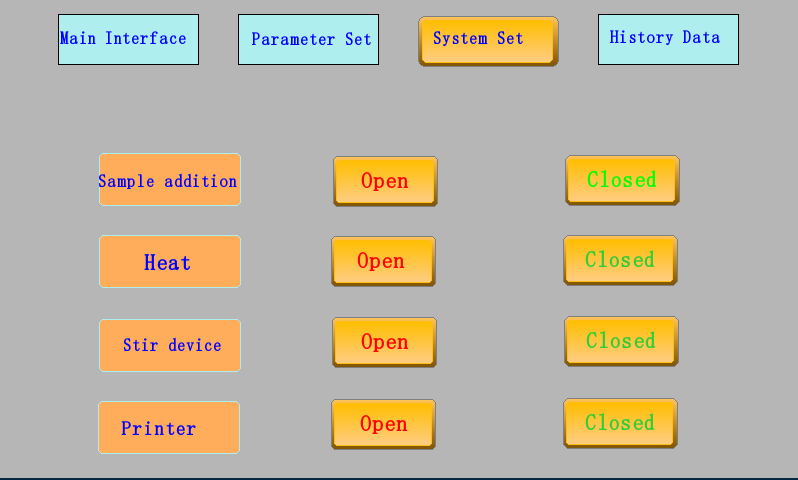 Main Interface
Parameter Set
System Set
History Data
Sample addition
Open
Closed
Heat
Open
Closed
Stir device
Open
Closed
Printer
Open
Closed